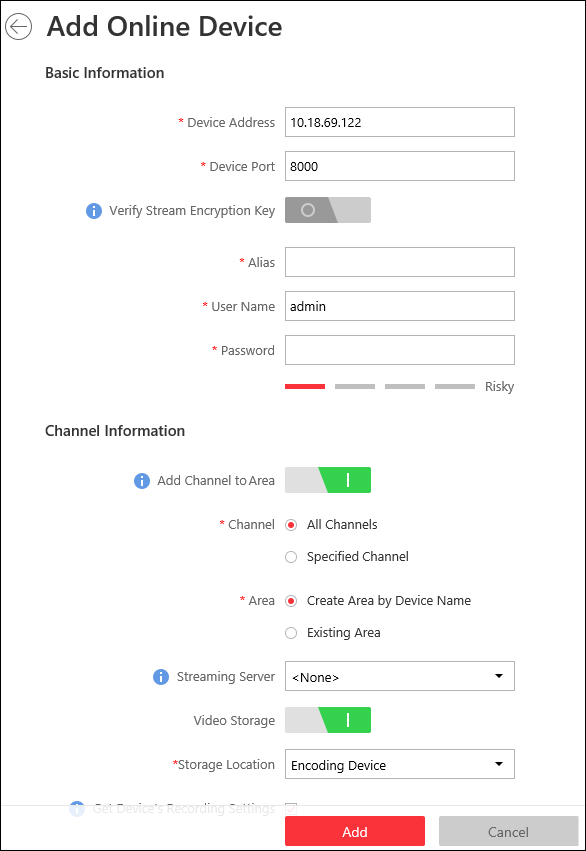 Add Online Device
Basic Information
* Device Address 10.18.69.122
* Device Port 8000
Verify Stream Encryption Key
* Alias
* User Name admin
* Password
Risky
Channel Information
Add Channel to Area
* Channel All Channels
Specified Channel
* Area Create Area by Device Name
Existing Area
Streaming Server <None>
Video Storage
*Storage Location Encoding Device
Get Device's Recording Settings
Add Cancel